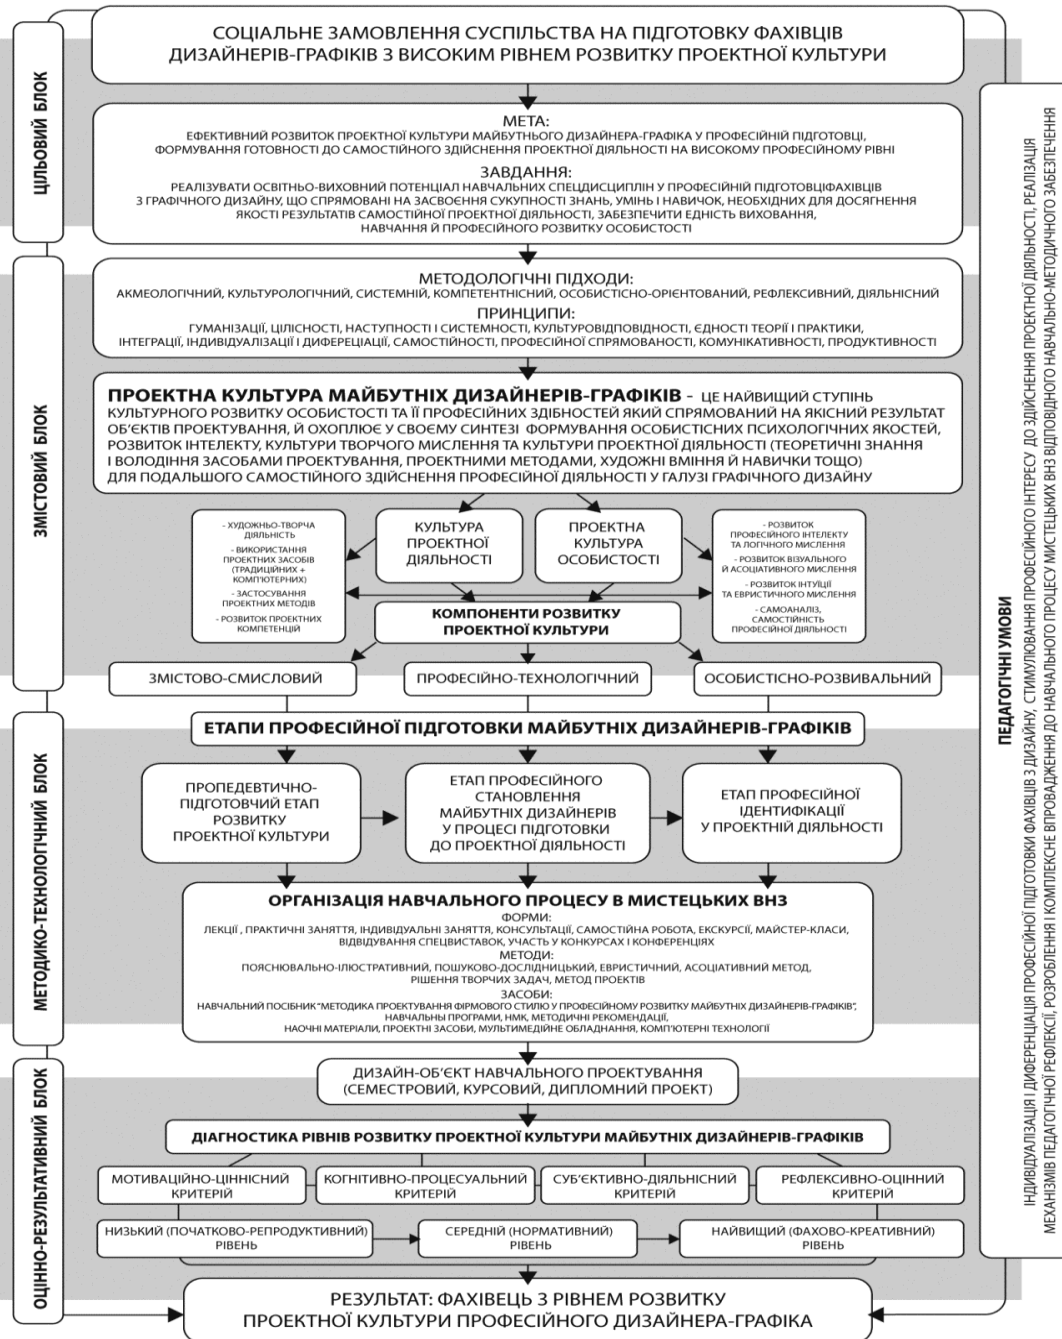 СОЦІАЛЬНЕ ЗАМОВЛЕННЯ СУСПІЛЬСТВА НА ПІДГОТОВКУ ФАХІВЦІВ
ДИЗАЙНЕРІВ-ГРАФІКІВ З ВИСОКИМ РІВНЕМ РОЗВИТКУ ПРОЕКТНОЇ КУЛЬТУРИ
ЦІЛЬОВИЙ БЛОК
МЕТА:
ЕФЕКТИВНИЙ РОЗВИТОК ПРОЕКТНОЇ КУЛЬТУРИ МАЙБУТНЬОГО ДИЗАЙНЕРА-ГРАФІКА У ПРОФЕСІЙНІЙ ПІДГОТОВЦІ,
ФОРМУВАННЯ ГОТОВНОСТІ ДО САМОСТІЙНОГО ЗДІЙСНЕННЯ ПРОЕКТНОЇ ДІЯЛЬНОСТІ НА ВИСОКОМУ ПРОФЕСІЙНОМУ РІВНІ
ЗАВДАННЯ:
РЕАЛІЗУВАТИ ОСВІТНЬО-ВИХОВНИЙ ПОТЕНЦІАЛ НАВЧАЛЬНИХ СПЕЦДИСЦИПЛІН У ПРОФЕСІЙНІЙ ПІДГОТОВЦІФАХІВЦІВ
З ГРАФІЧНОГО ДИЗАЙНУ, ЩО СПРЯМОВАНІ НА ЗАСВОЄННЯ СУКУПНОСТІ ЗНАНЬ, УМІНЬ І НАВИЧОК, НЕОБХІДНИХ ДЛЯ ДОСЯГНЕННЯ
ЯКОСТІ РЕЗУЛЬТАТІВ САМОСТІЙНОЇ ПРОЕКТНОЇ ДІЯЛЬНОСТІ, ЗАБЕЗПЕЧИТИ ЕДНІСТЬ ВИХОВАННЯ,
НАВЧАННЯ Й ПРОФЕСІЙНОГО РОЗВИТКУ ОСОБИСТОСТІ
ЗМІСТОВИЙ БЛОК
МЕТОДОЛОГІЧНІ ПІДХОДИ:
АКМЕОЛОГІЧНИЙ, КУЛЬТУРОЛОГІЧНИЙ, СИСТЕМНІЙ, КОМПЕТЕНТНІСНИЙ, ОСОБИСТІСНО-ОРІЄНТОВАНИЙ, РЕФЛЕКСИВНИЙ, ДІЯЛЬНІСНИЙ
ПРИНЦИПИ:
ГУМАНІЗАЦІЇ, ЦІЛІСНОСТІ, НАСТУПНОСТІ І СИСТЕМНОСТІ, КУЛЬТУРОВІДПОВІДНОСТІ, ЄДНОСТІ ТЕОРІЇ І ПРАКТИКИ,
ІНТЕГРАЦІЇ, ІНДИВІДУАЛІЗАЦІЇ І ДИФЕРЕЦІАЦІЇ, САМОСТІЙНОСТІ, ПРОФЕСІЙНОЇ СПРЯМОВАНОСТІ, КОМУНІКАТИВНОСТІ, ПРОДУКТИВНОСТІ
ПРОЕКТНА КУЛЬТУРА МАЙБУТНІХ ДИЗАЙНЕРІВ-ГРАФІКІВ - ЦЕ НАЙВИЩИЙ СТУПІНЬ
КУЛЬТУРНОГО РОЗВИТКУ ОСОБИСТОСТІ ТА ЇЇ ПРОФЕСІЙНИХ ЗДІБНОСТЕЙ ЯКИЙ СПРЯМОВАНИЙ НА ЯКІСНИЙ РЕЗУЛЬТАТ
ОБ'ЄКТІВ ПРОЕКТУВАННЯ, Й ОХОПЛЮЄ У СВОЄМУ СИНТЕЗІ ФОРМУВАННЯ ОСОБИСТІСНИХ ПСИХОЛОГІЧНИХ ЯКОСТЕЙ,
РОЗВИТОК ІНТЕЛЕКТУ, КУЛЬТУРИ ТВОРЧОГО МИСЛЕННЯ ТА КУЛЬТУРИ ПРОЕКТНОЇ ДІЯЛЬНОСТІ (ТЕОРЕТИЧНІ ЗНАННЯ
І ВОЛОДІННЯ ЗАСОБАМИ ПРОЕКТУВАННЯ, ПРОЕКТНИМИ МЕТОДАМИ, ХУДОЖНІ ВМІННЯ Й НАВИЧКИ ТОЩО)
ДЛЯ ПОДАЛЬШОГО САМОСТІЙНОГО ЗДІЙСНЕННЯ ПРОФЕСІЙНОЇ ДІЯЛЬНОСТІ У ГАЛУЗІ ГРАФІЧНОГО ДИЗАЙНУ
- ХУДОЖНЬО-ТВОРЧА
ДІЯЛЬНІСТЬ
- ВИКОРИСТАННЯ
ПРОЕКТНИХ ЗАСОБІВ
(ТРАДИЦІЙНИХ +
КОМП'ЮТЕРНИХ)
- ЗАСТОСУВАННЯ
ПРОЕКТНИХ МЕТОДІВ
- РОЗВИТОК ПРОЕКТНИХ
КОМПЕТЕНЦІЙ
КУЛЬТУРА
ПРОЕКТНОЇ
ДІЯЛЬНОСТІ
ПРОЕКТНА
КУЛЬТУРА
ОСОБИСТОСТІ
- РОЗВИТОК
ПРОФЕСІЙНОГО ІНТЕЛЕКТУ
ТА ЛОГІЧНОГО МИСЛЕННЯ
- РОЗВИТОК ВІЗУАЛЬНОГО
Й АСОЦІАТИВНОГО МИСЛЕННЯ
- РОЗВИТОК ІНТУЇЦІЇ
ТА ЕВРИСТИЧНОГО МИСЛЕННЯ
- САМОАНАЛІЗ,
САМОСТІЙНІСТЬ
ПРОФЕСІЙНОЇ ДІЯЛЬНОСТІ
КОМПОНЕНТИ РОЗВИТКУ
ПРОЕКТНОЇ КУЛЬТУРИ
ЗМІСТОВО-СМИСЛОВИЙ
ПРОФЕСІЙНО-ТЕХНОЛОГІЧНИЙ
ОСОБИСТІСНО-РОЗВИВАЛЬНИЙ
МЕТОДИКО-ТЕХНОЛОГІЧНИЙ БЛОК
ЕТАПИ ПРОФЕСІЙНОЇ ПІДГОТОВКИ МАЙБУТНІХ ДИЗАЙНЕРІВ-ГРАФІКІВ
ПРОПЕДЕВТИЧНО-
ПІДГОТОВЧИЙ ЕТАП
РОЗВИТКУ
ПРОЕКТНОЇ КУЛЬТУРИ
ЕТАП ПРОФЕСІЙНОГО
СТАНОВЛЕННЯ
МАЙБУТНІХ ДИЗАЙНЕРІВ
У ПРОЦЕСІ ПІДГОТОВКИ
ДО ПРОЕКТНОЇ ДІЯЛЬНОСТІ
ЕТАП ПРОФЕСІЙНОЇ
ІДЕНТИФІКАЦІЇ
У ПРОЕКТНІЙ ДІЯЛЬНОСТІ
ОРГАНІЗАЦІЯ НАВЧАЛЬНОГО ПРОЦЕСУ В МИСТЕЦЬКИХ ВНЗ
ФОРМИ:
ЛЕКЦІЇ , ПРАКТИЧНІ ЗАНЯТТЯ, ІНДИВІДУАЛЬНІ ЗАНЯТТЯ, КОНСУЛЬТАЦІЇ, САМОСТІЙНА РОБОТА, ЕКСКУРСІЇ, МАЙСТЕР-КЛАСИ,
ВІДВІДУВАННЯ СПЕЦВИСТАВОК, УЧАСТЬ У КОНКУРСАХ І КОНФЕРЕНЦІЯХ
МЕТОДИ:
ПОЯСНЮВАЛЬНО-ІЛЮСТРАТИВНИЙ, ПОШУКОВО-ДОСЛІДНИЦЬКИЙ, ЕВРИСТИЧНИЙ, АСОЦІАТИВНИЙ МЕТОД,
РІШЕННЯ ТВОРЧИХ ЗАДАЧ, МЕТОД ПРОЕКТІВ
ЗАСОБИ:
НАВЧАЛЬНИЙ ПОСІБНИК "МЕТОДИКА ПРОЕКТУВАННЯ ФІРМОВОГО СТИЛЮ У ПРОФЕСІЙНОМУ РОЗВИТКУ МАЙБУТНІХ ДИЗАЙНЕРІВ-ГРАФІКІВ",
НАВЧАЛЬНЫ ПРОГРАМИ, НМК, МЕТОДИЧНІ РЕКОМЕНДАЦІЇ,
НАОЧНІ МАТЕРІАЛИ, ПРОЕКТНІ ЗАСОБИ, МУЛЬТИМЕДІЙНЕ ОБЛАДНАННЯ, КОМП'ЮТЕРНІ ТЕХНОЛОГІЇ
ОЦІННО-РЕЗУЛЬТАТИВНИЙ БЛОК
ДИЗАЙН-ОБ'ЄКТ НАВЧАЛЬНОГО ПРОЕКТУВАННЯ
(СЕМЕСТРОВИЙ, КУРСОВИЙ, ДИПЛОМНИЙ ПРОЕКТ)
ДІАГНОСТИКА РІВНІВ РОЗВИТКУ ПРОЕКТНОЇ КУЛЬТУРИ МАЙБУТНІХ ДИЗАЙНЕРІВ-ГРАФІКІВ
МОТИВАЦІЙНО-ЦІННІСНИЙ
КРИТЕРІЙ
КОГНІТИВНО-ПРОЦЕСУАЛЬНИЙ
КРИТЕРІЙ
СУБ'ЄКТИВНО-ДІЯЛЬНІСНИЙ
КРИТЕРІЙ
РЕФЛЕКСИВНО-ОЦІННИЙ
КРИТЕРІЙ
НИЗЬКИЙ (ПОЧАТКОВО-РЕПРОДУКТИВНИЙ)
РІВЕНЬ
СЕРЕДНІЙ (НОРМАТИВНИЙ)
РІВЕНЬ
НАЙВИЩИЙ (ФАХОВО-КРЕАТИВНИЙ)
РІВЕНЬ
РЕЗУЛЬТАТ: ФАХІВЕЦЬ З РІВНЕМ РОЗВИТКУ
ПРОЕКТНОЇ КУЛЬТУРИ ПРОФЕСІЙНОГО ДИЗАЙНЕРА-ГРАФІКА
ПЕДАГОГІЧНІ УМОВИ
ІНДИВІДУАЛІЗАЦІЯ І ДИФЕРЕНЦІАЦІЯ ПРОФЕСІЙНОЇ ПІДГОТОВКИ ФАХІВЦІВ З ДИЗАЙНУ, СТИМУЛЮВАННЯ ПРОФЕСІЙНОГО ІНТЕРЕСУ ДО ЗДІЙСНЕННЯ ПРОЕКТНОЇ ДІЯЛЬНОСТІ, РЕАЛІЗАЦІЯ
МЕХАНІЗМІВ ПЕДАГОГІЧНОЇ РЕФЛЕКСІЇ, РОЗРОБЛЕННЯ І КОМПЛЕКСНЕ ВПРОВАДЖЕННЯ ДО НАВЧАЛЬНОГО ПРОЦЕСУ МИСТЕЦЬКИХ ВНЗ ВІДПОВІДНОГО НАВЧАЛЬНО-МЕТОДИЧНОГО ЗАБЕЗПЕЧЕННЯ